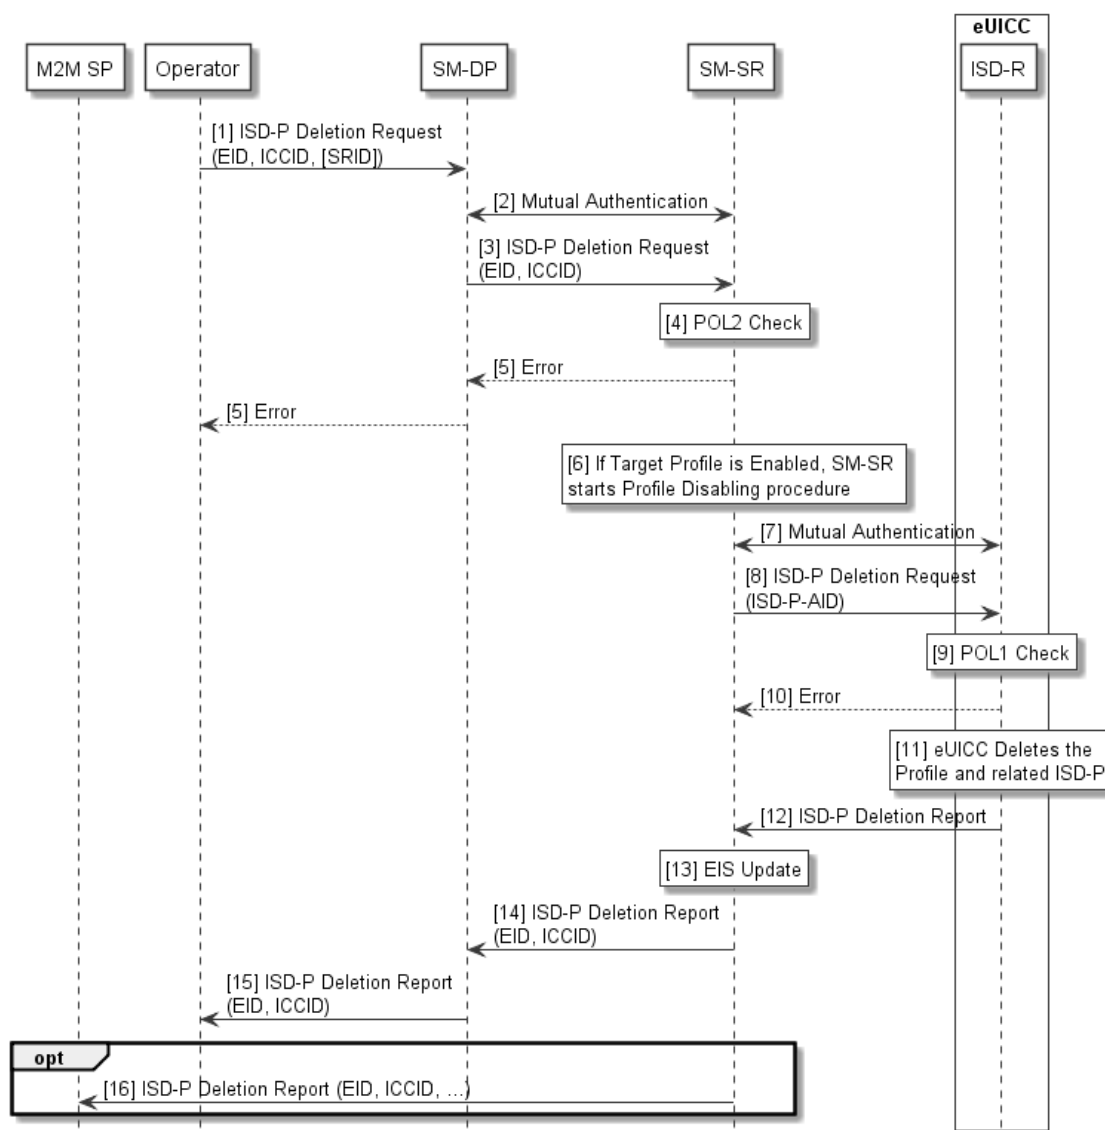 eUICC
M2M SP
Operator
SM-DP
SM-SR
ISD-R
[1] ISD-P Deletion Request
(EID, ICCID, [SRID])
[2] Mutual Authentication
[3] ISD-P Deletion Request
(EID, ICCID)
[4] POL2 Check
[5] Error
[5] Error
[6] If Target Profile is Enabled, SM-SR
starts Profile Disabling procedure
[7] Mutual Authentication
[8] ISD-P Deletion Request
(ISD-P-AID)
[9] POL1 Check
[10] Error
[11] eUICC Deletes the
Profile and related ISD-P
[12] ISD-P Deletion Report
[13] EIS Update
[14] ISD-P Deletion Report
(EID, ICCID)
[15] ISD-P Deletion Report
(EID, ICCID)
opt
[16] ISD-P Deletion Report (EID, ICCID, ...)